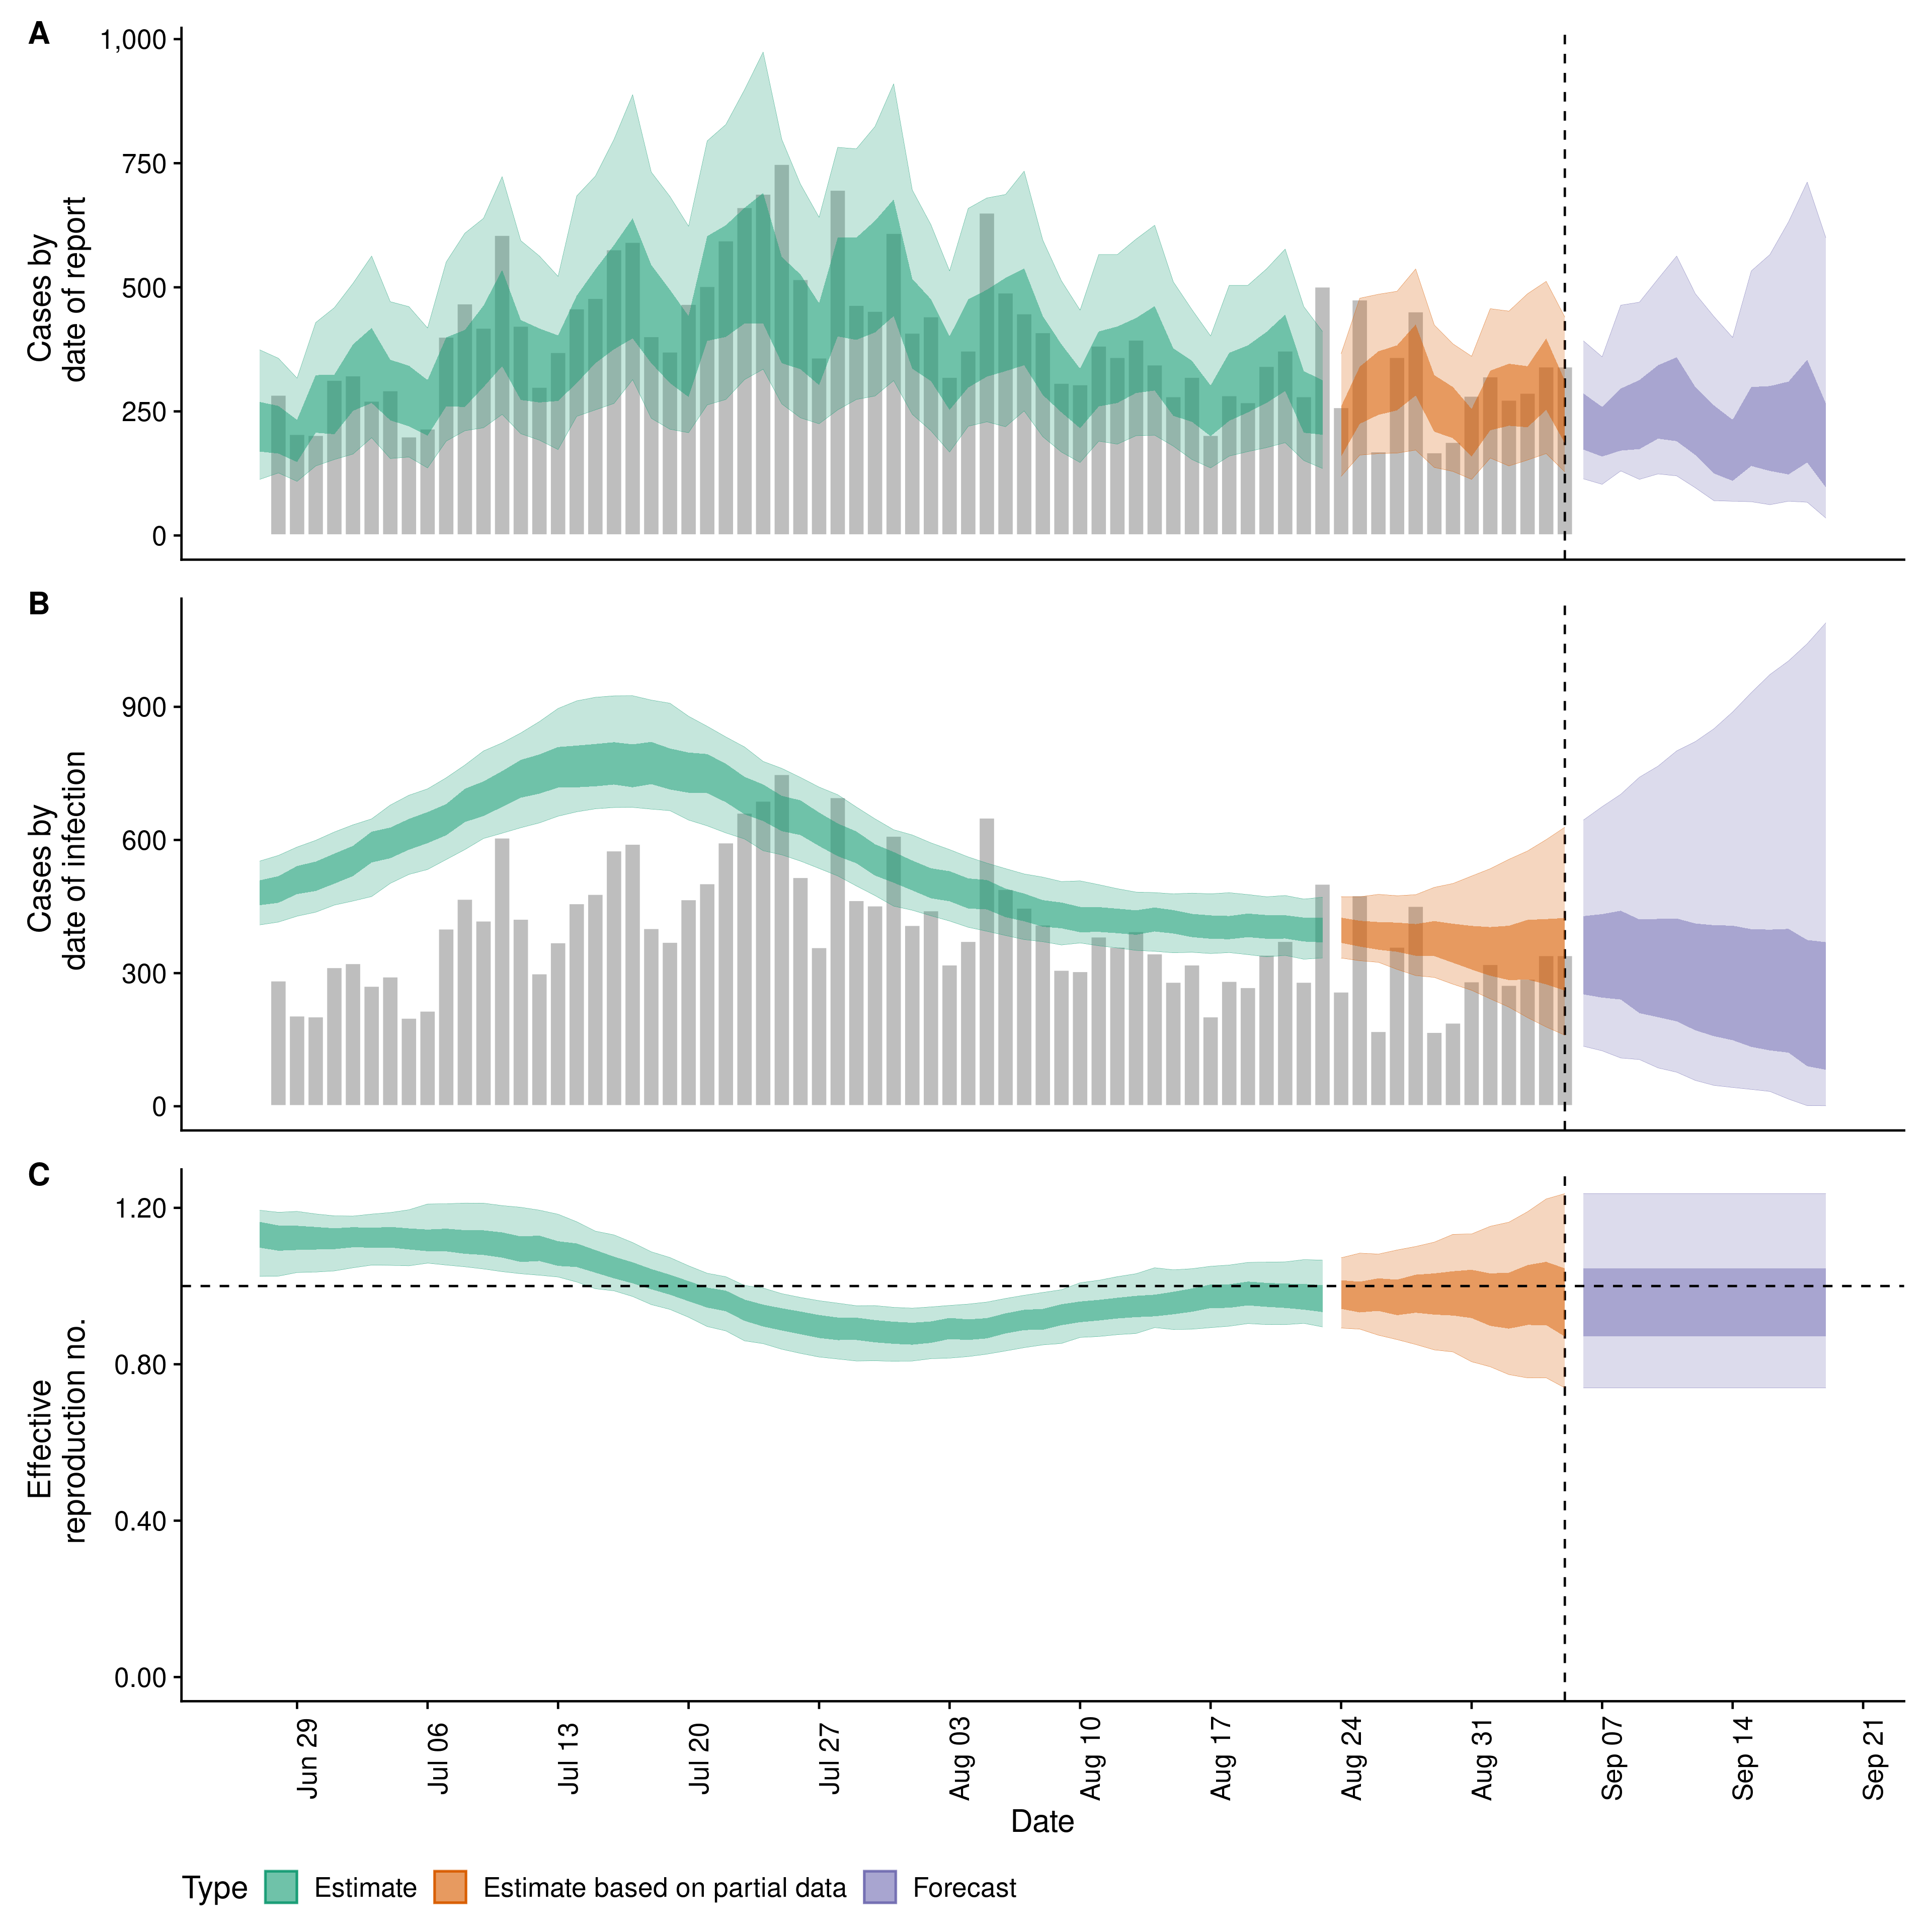 A
1,000
750
500
250
0
Cases by
date of report
B
900
600
300
0
Cases by
date of infection
C
1.20
0.80
0.40
0.00
Effective
reproduction no.
Jun 29
Jul 06
Jul 13
Jul 20
Jul 27
Aug 03
Aug 10
Aug 17
Aug 24
Aug 31
Sep 07
Sep 14
Sep 21
Date
Type Estimate Estimate based on partial data Forecast